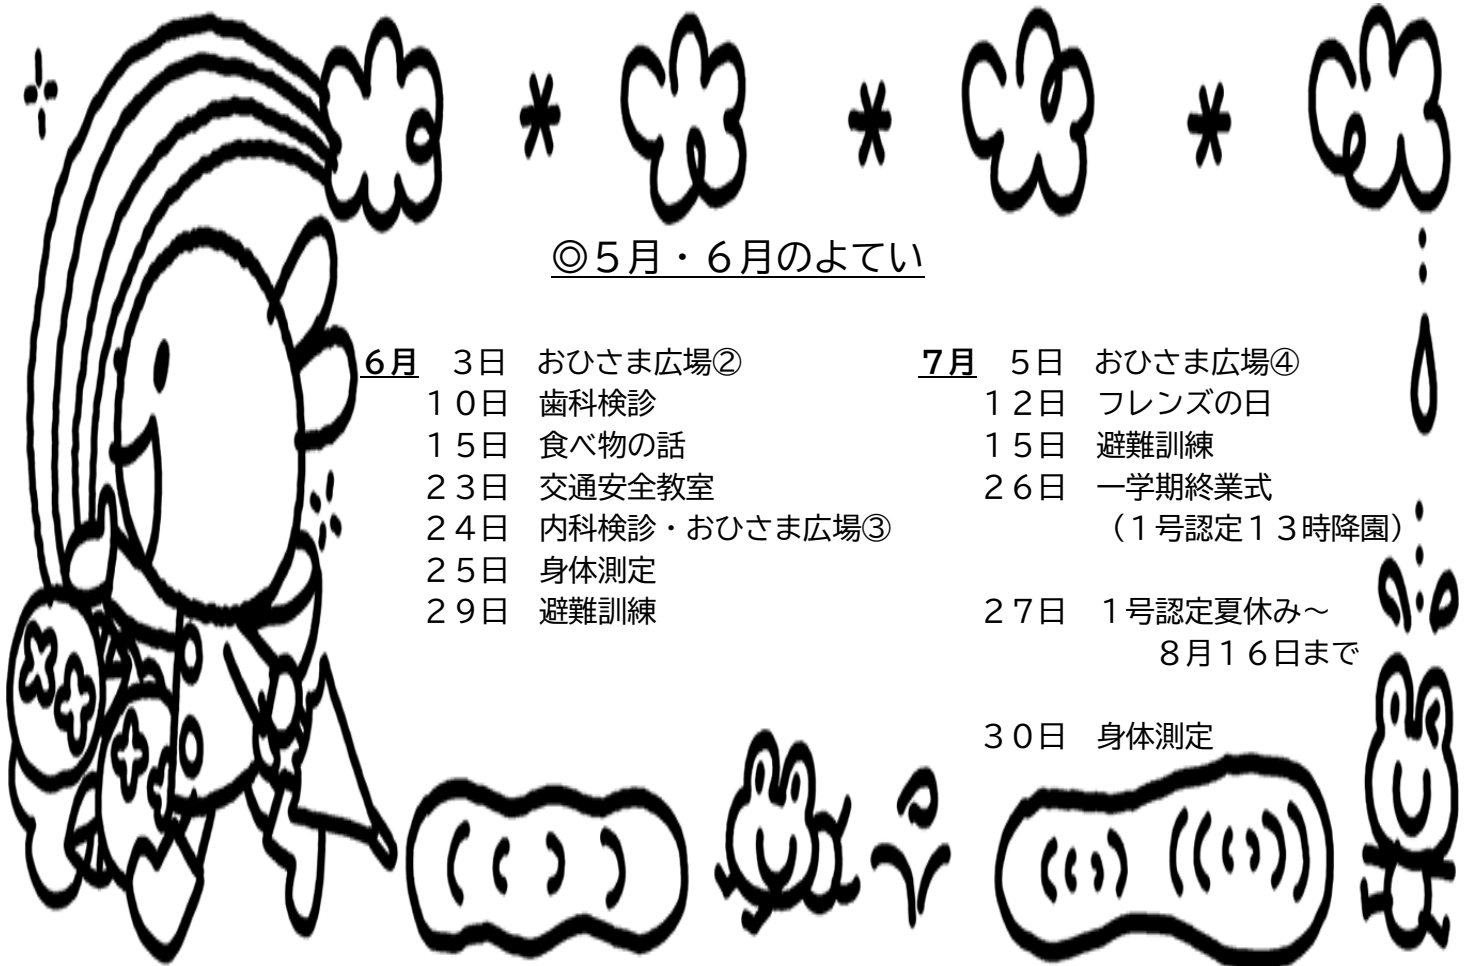 ◎５月・６月のよてい
６月　３日　おひさま広場②
１０日　歯科検診
１５日　食べ物の話
２３日　交通安全教室
２４日　内科検診・おひさま広場③
２５日　身体測定
２９日　避難訓練
７月　５日　おひさま広場④
１２日　フレンズの日
１５日　避難訓練
２６日　一学期終業式
（１号認定１３時降園）
２７日　１号認定夏休み～
８月１６日まで
３０日　身体測定